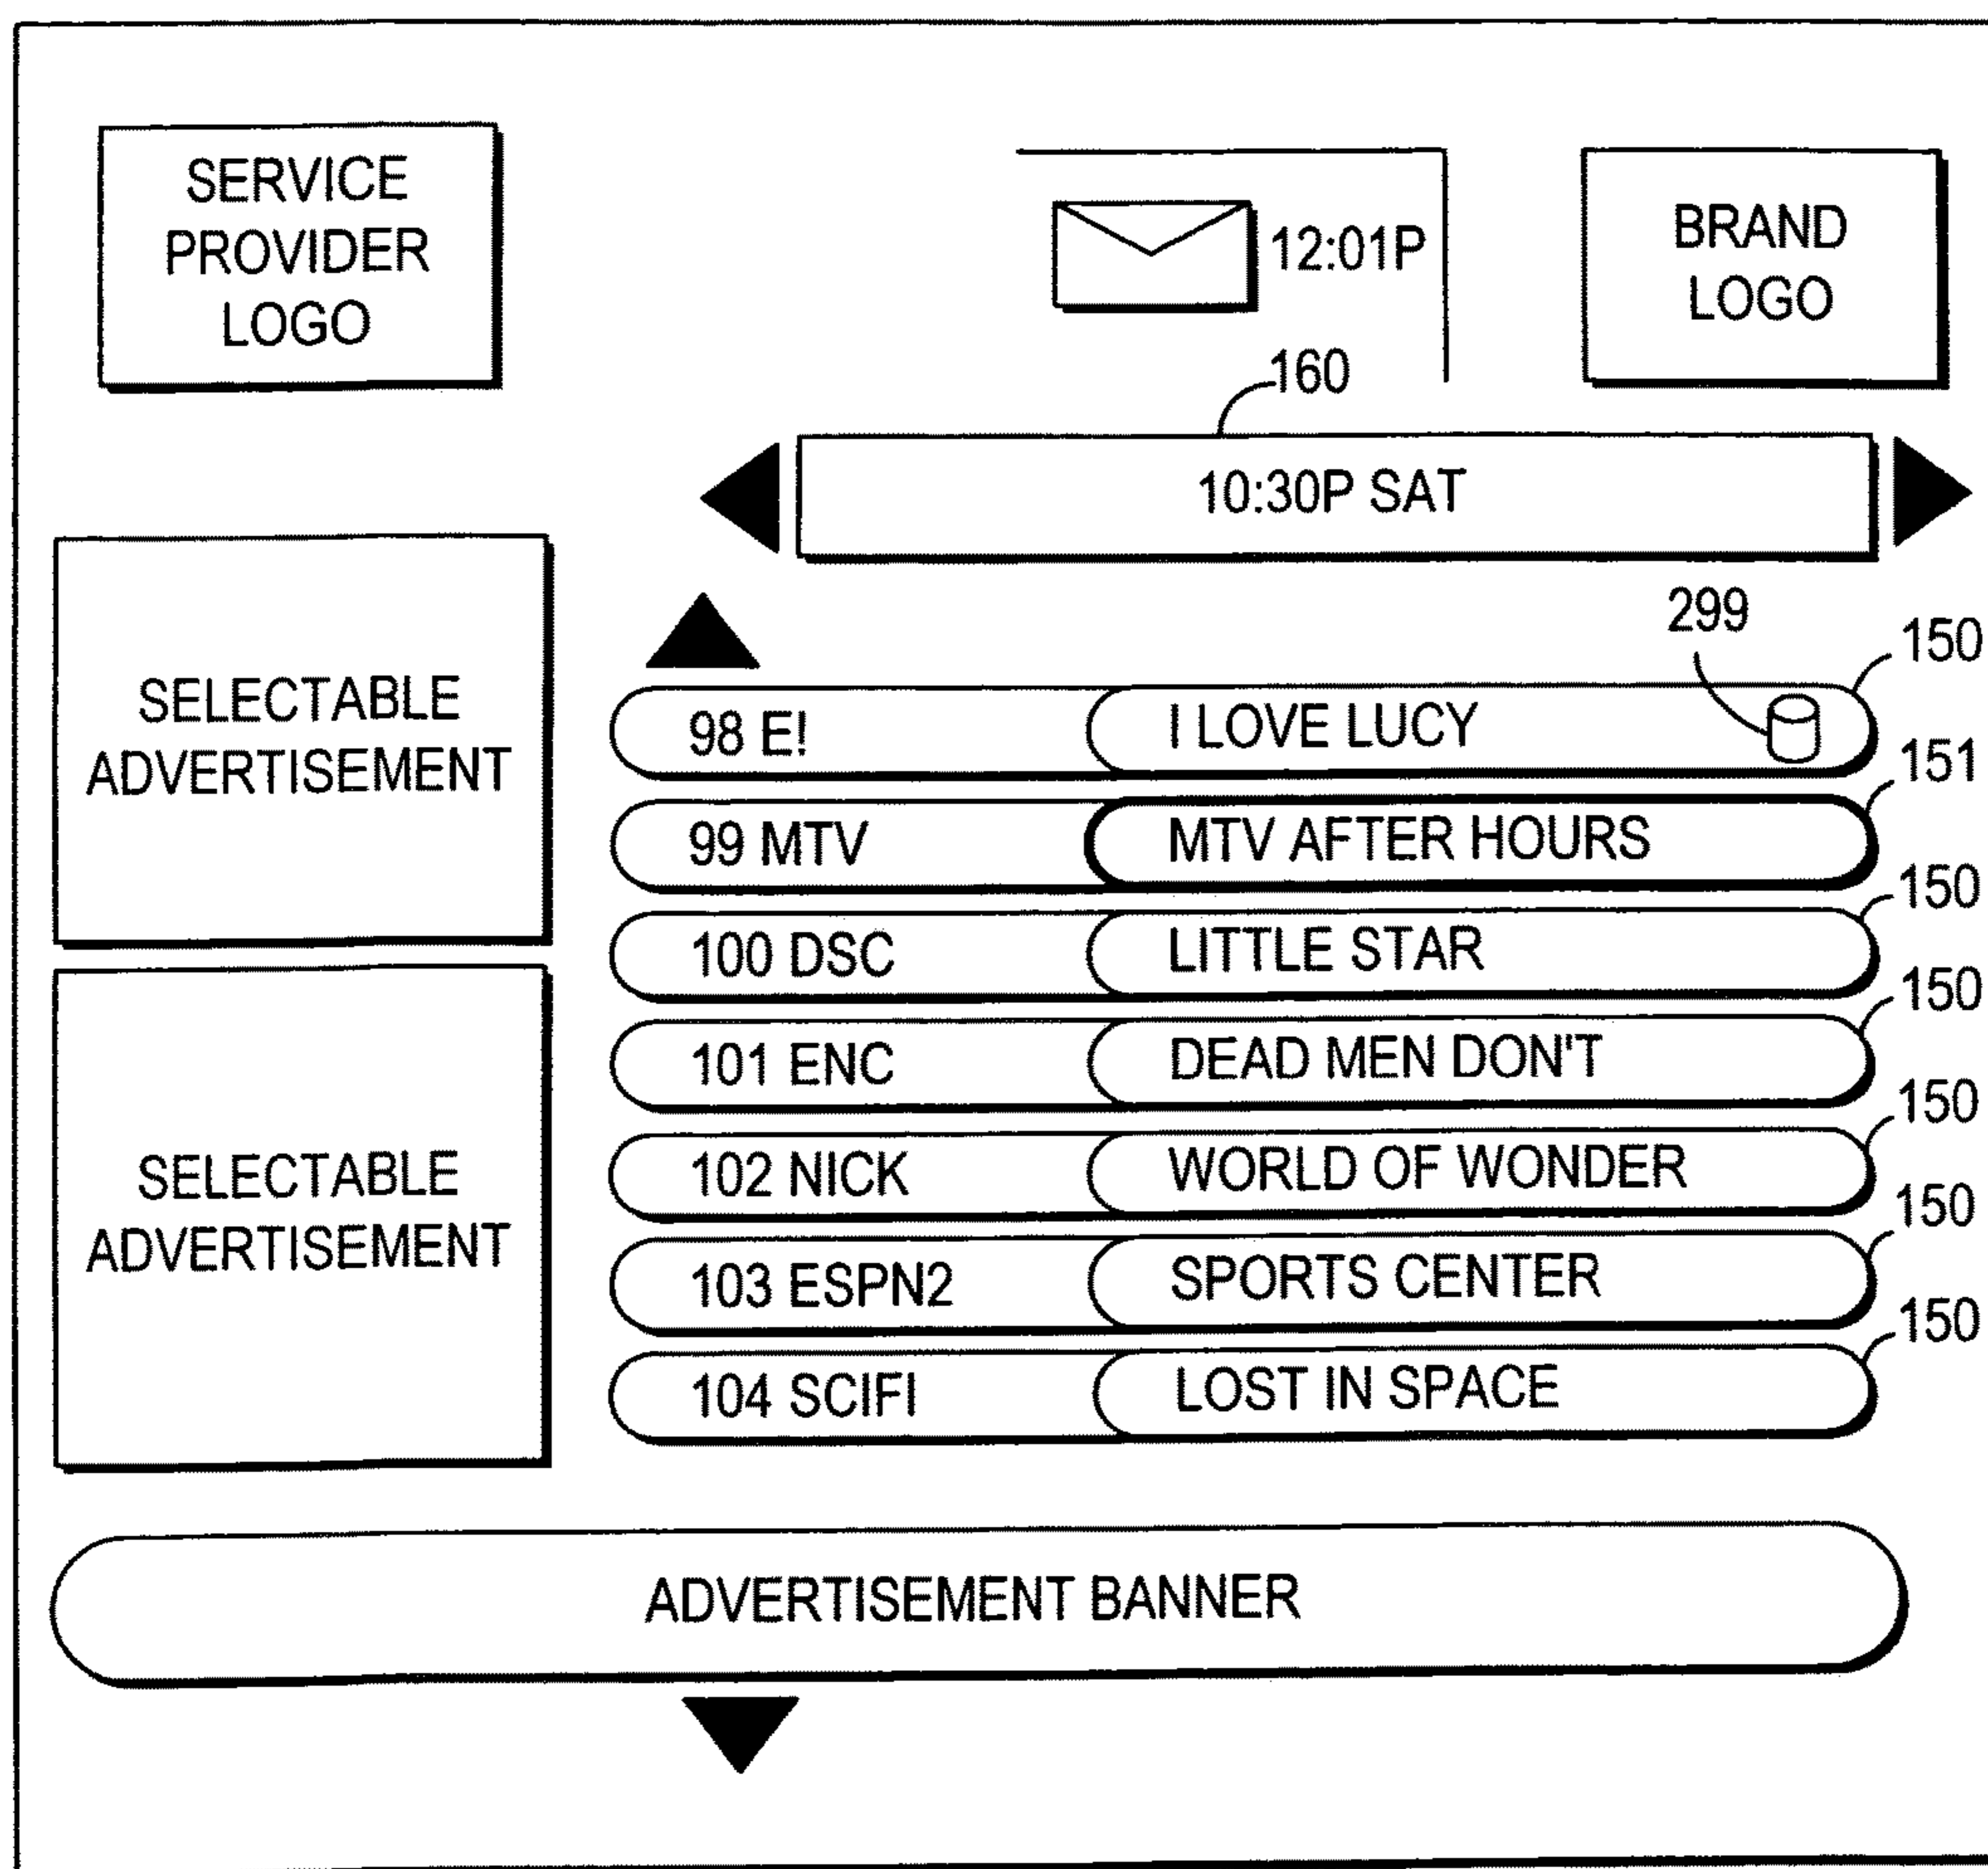 SERVICE
PROVIDER
LOGO
12:01P
BRAND
LOGO
160
10:30P SAT
SELECTABLE
ADVERTISEMENT
299
150
98 E! I LOVE LUCY
151
99 MTV MTV AFTER HOURS
150
100 DSC LITTLE STAR
150
101 ENC DEAD MEN DON'T
150
102 NICK WORLD OF WONDER
150
103 ESPN2 SPORTS CENTER
150
104 SCIFI LOST IN SPACE
SELECTABLE
ADVERTISEMENT
ADVERTISEMENT BANNER